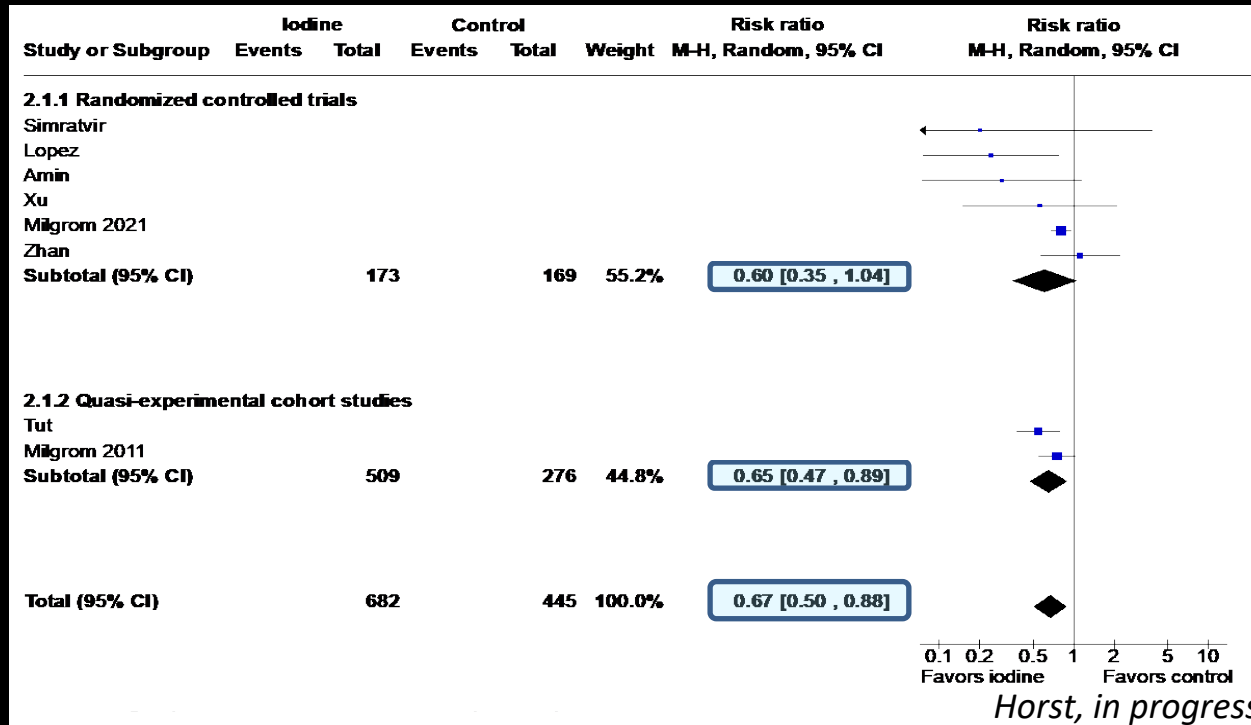 Iodine Control Risk ratio Risk ratio
Study or Subgroup Events Total Events Total Weight M-H, Random, 95% CI M-H, Random, 95% CI
2.1.1 Randomized controlled trials
Simratvir
Lopez
Amin
Xu
Milgrom 2021
Zhan
Subtotal (95% CI) 173 169 55.2% 0.60 [0.35 , 1.04]
2.1.2 Quasi-experimental cohort studies
Tut
Milgrom 2011
Subtotal (95% CI) 509 276 44.8% 0.65 [0.47 , 0.89]
Total (95% CI) 682 445 100.0% 0.67 [0.50 , 0.88]
0.1 0.2 0.5 1 2 5 10
Favors iodine Favors control
Horst, in progress